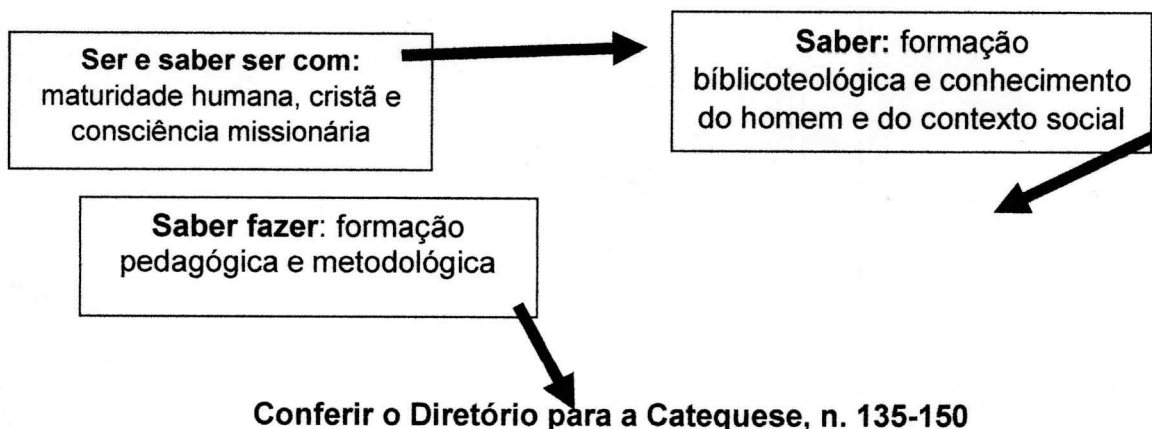 Ser e saber ser com:
maturidade humana, cristã e
consciência missionária
Saber: formação
bíblicoteológica e conhecimento
do homem e do contexto social
Saber fazer: formação
pedagógica e metodológica
Conferir o Diretório para a Catequese, n. 135-150